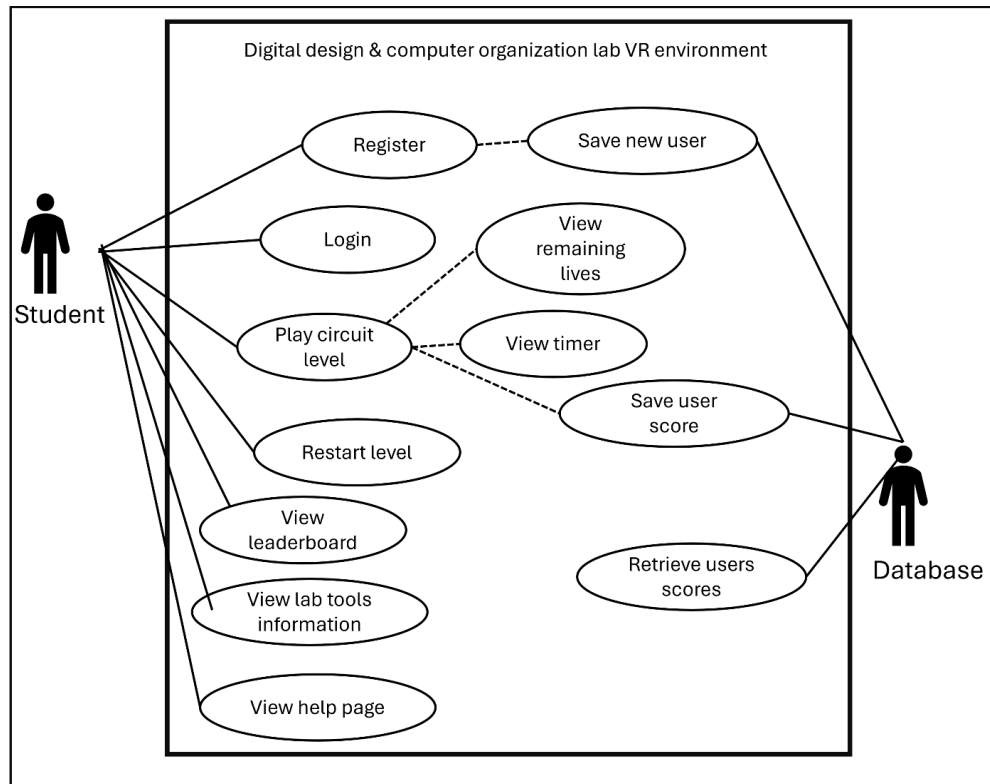 Digital design & computer organization lab VR environment
Register
Save new user
Login
View
remaining
lives
Student
Play circuit
level
View timer
Save user
score
Restart level
View
leaderboard
Retrieve users
scores
Database
View lab tools
information
View help page